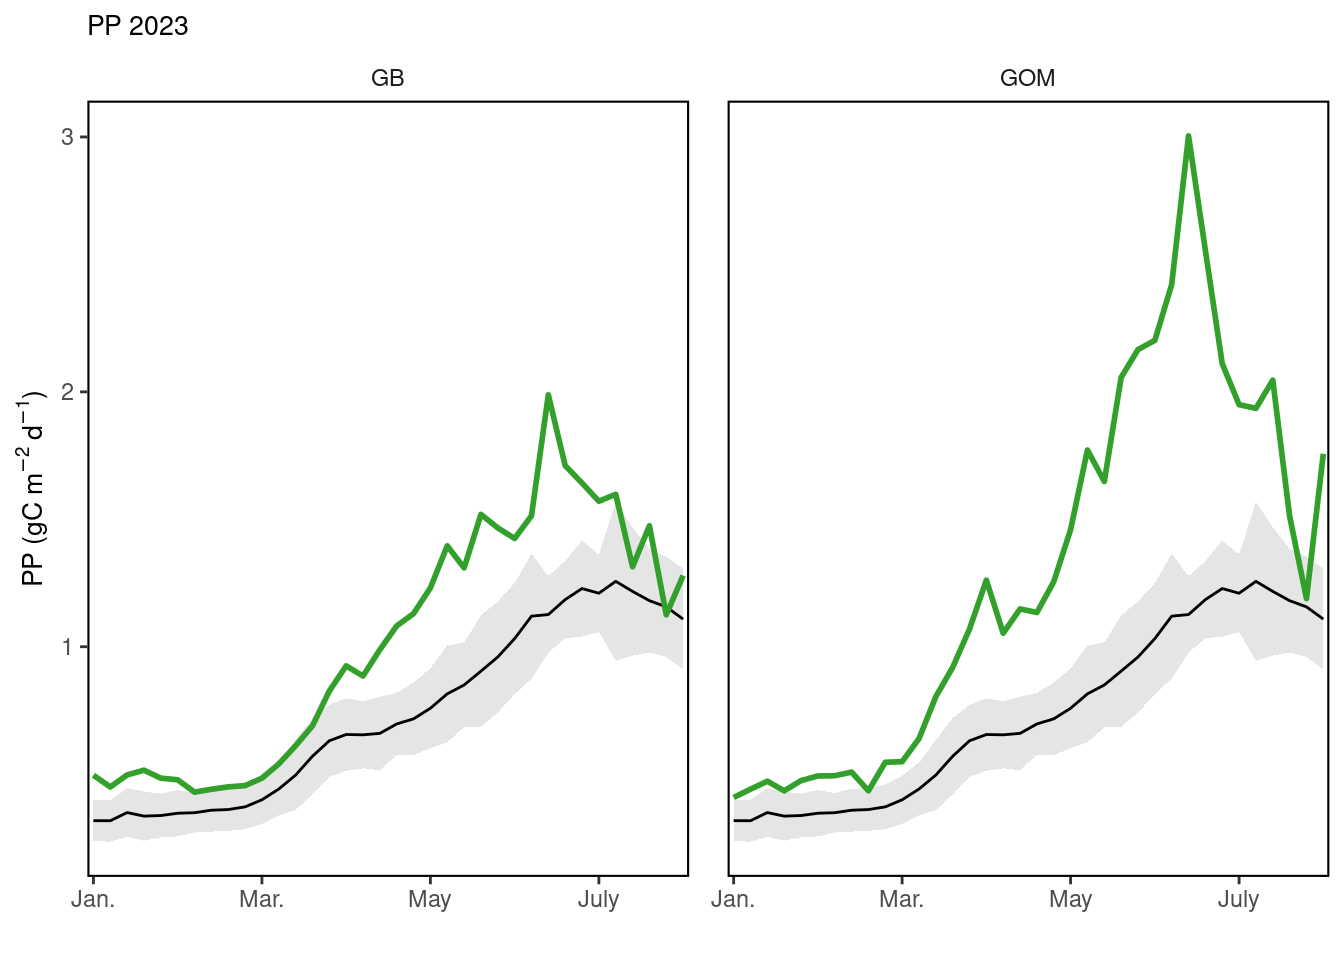 PP 2023
GB
GOM
PP (gC m⁻² d⁻¹)
3
2
1
Jan.
Mar.
May
July
Jan.
Mar.
May
July